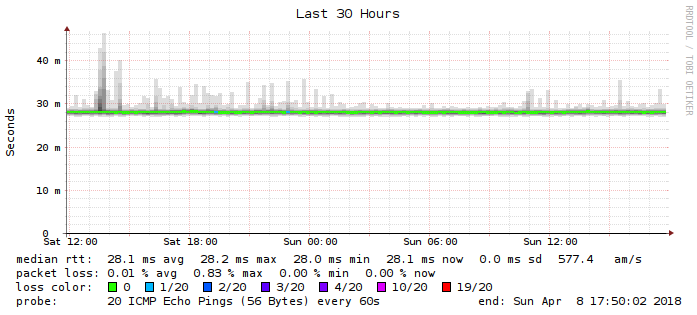 Last 30 Hours
RRDTOOL / TOBI OETIKER
Seconds
40 m
30 m
20 m
10 m
0
Sat 12:00 Sat 18:00 Sun 00:00 Sun 06:00 Sun 12:00
median rtt: 28.1 ms avg 28.2 ms max 28.0 ms min 28.1 ms now 0.0 ms sd 577.4 am/s
packet loss: 0.01 % avg 0.83 % max 0.00 % min 0.00 % now
loss color: 0 1/20 2/20 3/20 4/20 10/20 19/20
probe: 20 ICMP Echo Pings (56 Bytes) every 60s end: Sun Apr 8 17:50:02 2018